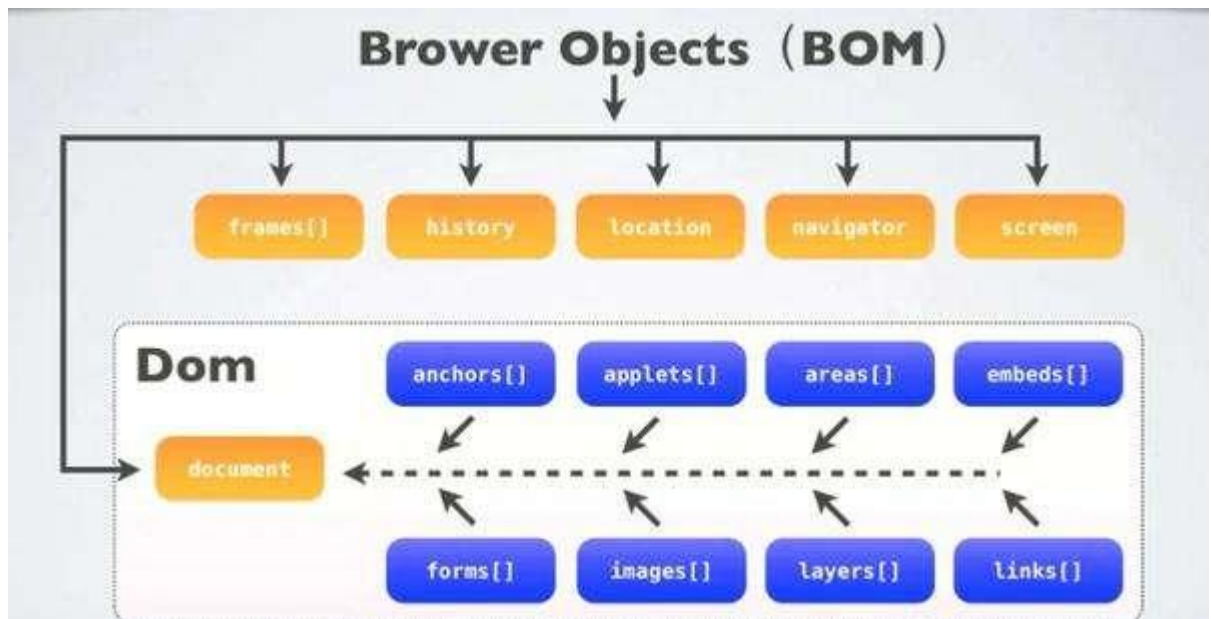 Brower Objects（BOM）
frames[] history location navigator screen
Dom
anchors[] applets[] areas[] embeds[]
document
forms[] images[] layers[] links[]